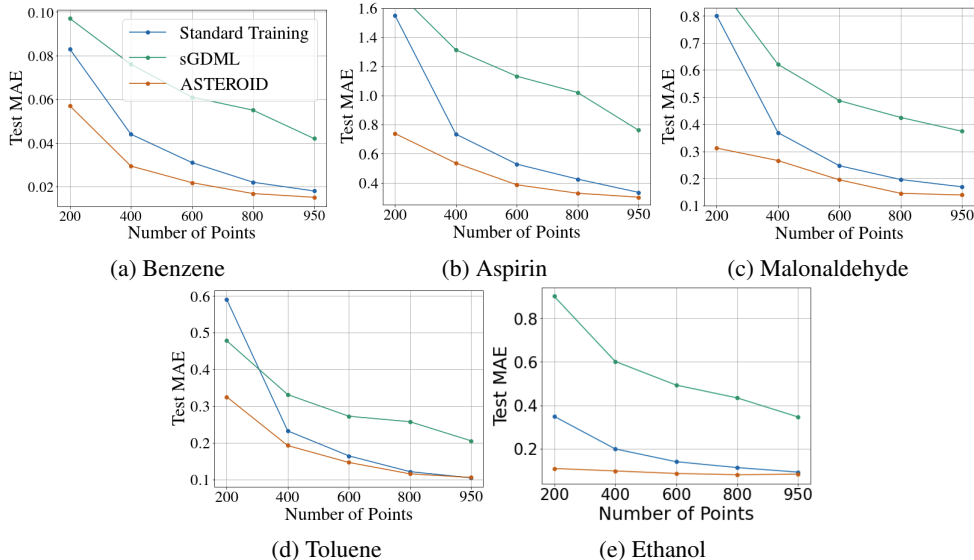 0.10
0.08
0.06
0.04
0.02
Test MAE
Standard Training
sGDML
ASTEROID
200 400 600 800 950
Number of Points
(a) Benzene
1.6
1.4
1.2
1.0
0.8
0.6
0.4
Test MAE
200 400 600 800 950
Number of Points
(b) Aspirin
0.8
0.7
0.6
0.5
0.4
0.3
0.2
0.1
Test MAE
200 400 600 800 950
Number of Points
(c) Malonaldehyde
0.6
0.5
0.4
0.3
0.2
0.1
Test MAE
200 400 600 800 950
Number of Points
(d) Toluene
0.8
0.6
0.4
0.2
Test MAE
200 400 600 800 950
Number of Points
(e) Ethanol